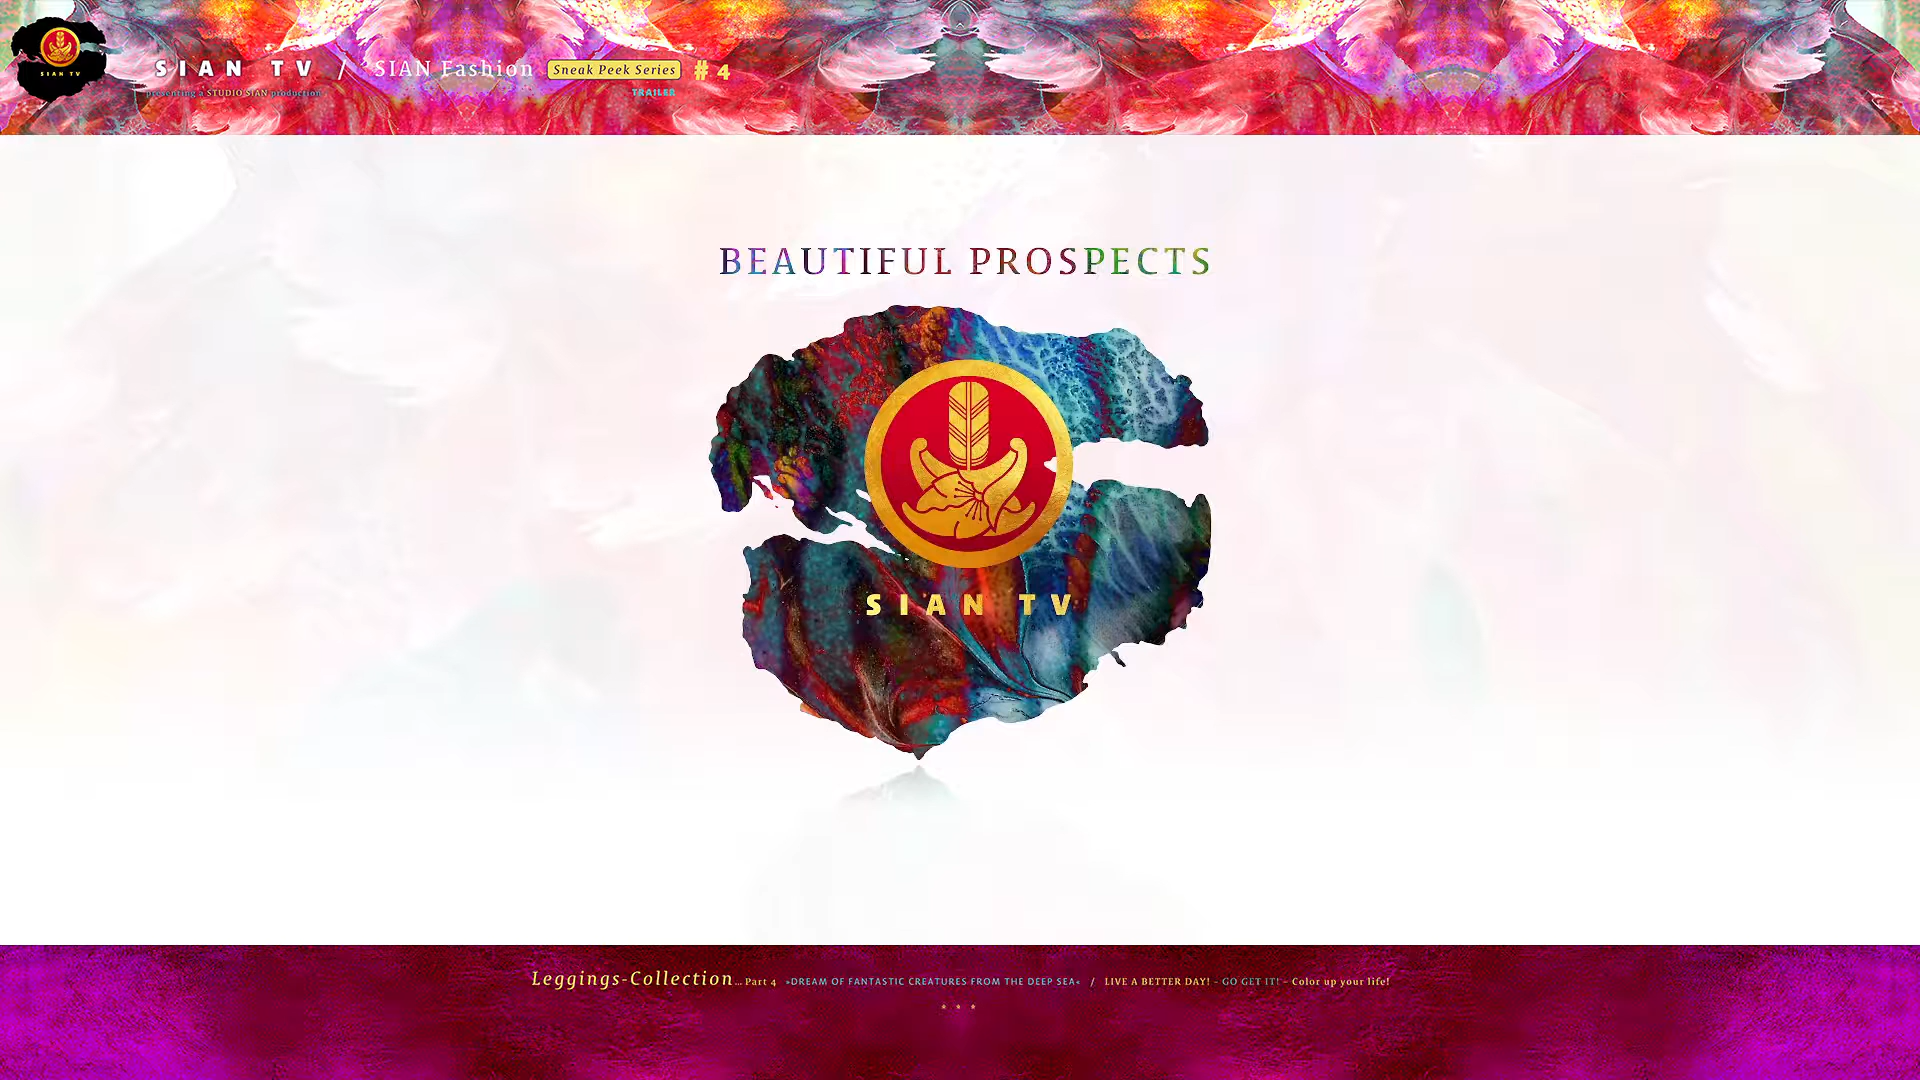 SIAN TV / SIAN Fashion Sneak Peek Series # 4
presenting a STUDIO SIAN production
TRAILER
SIAN TV
BEAUTIFUL PROSPECTS
SIAN TV
Leggings-Collection... Part 4 »DREAM OF FANTASTIC CREATURES FROM THE DEEP SEA« / LIVE A BETTER DAY! – GO GET IT! – Color up your life!
* * *